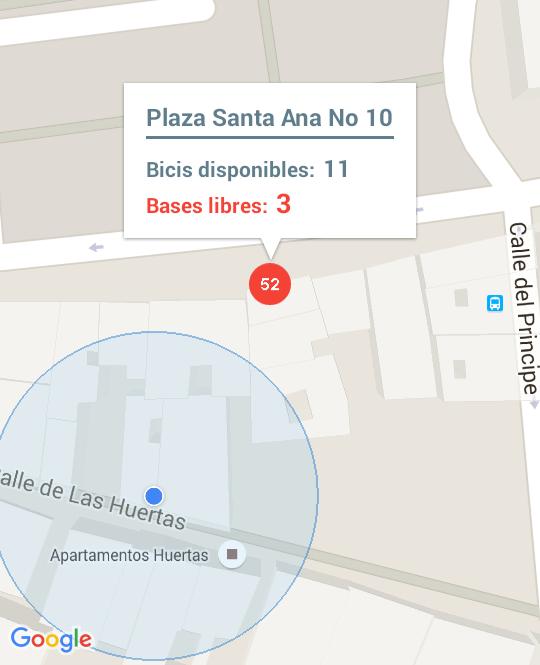 Plaza Santa Ana No 10
Bicis disponibles: 11
Bases libres: 3
52
Calle del Principe
alle de Las Huertas
Apartamentos Huertas
Google